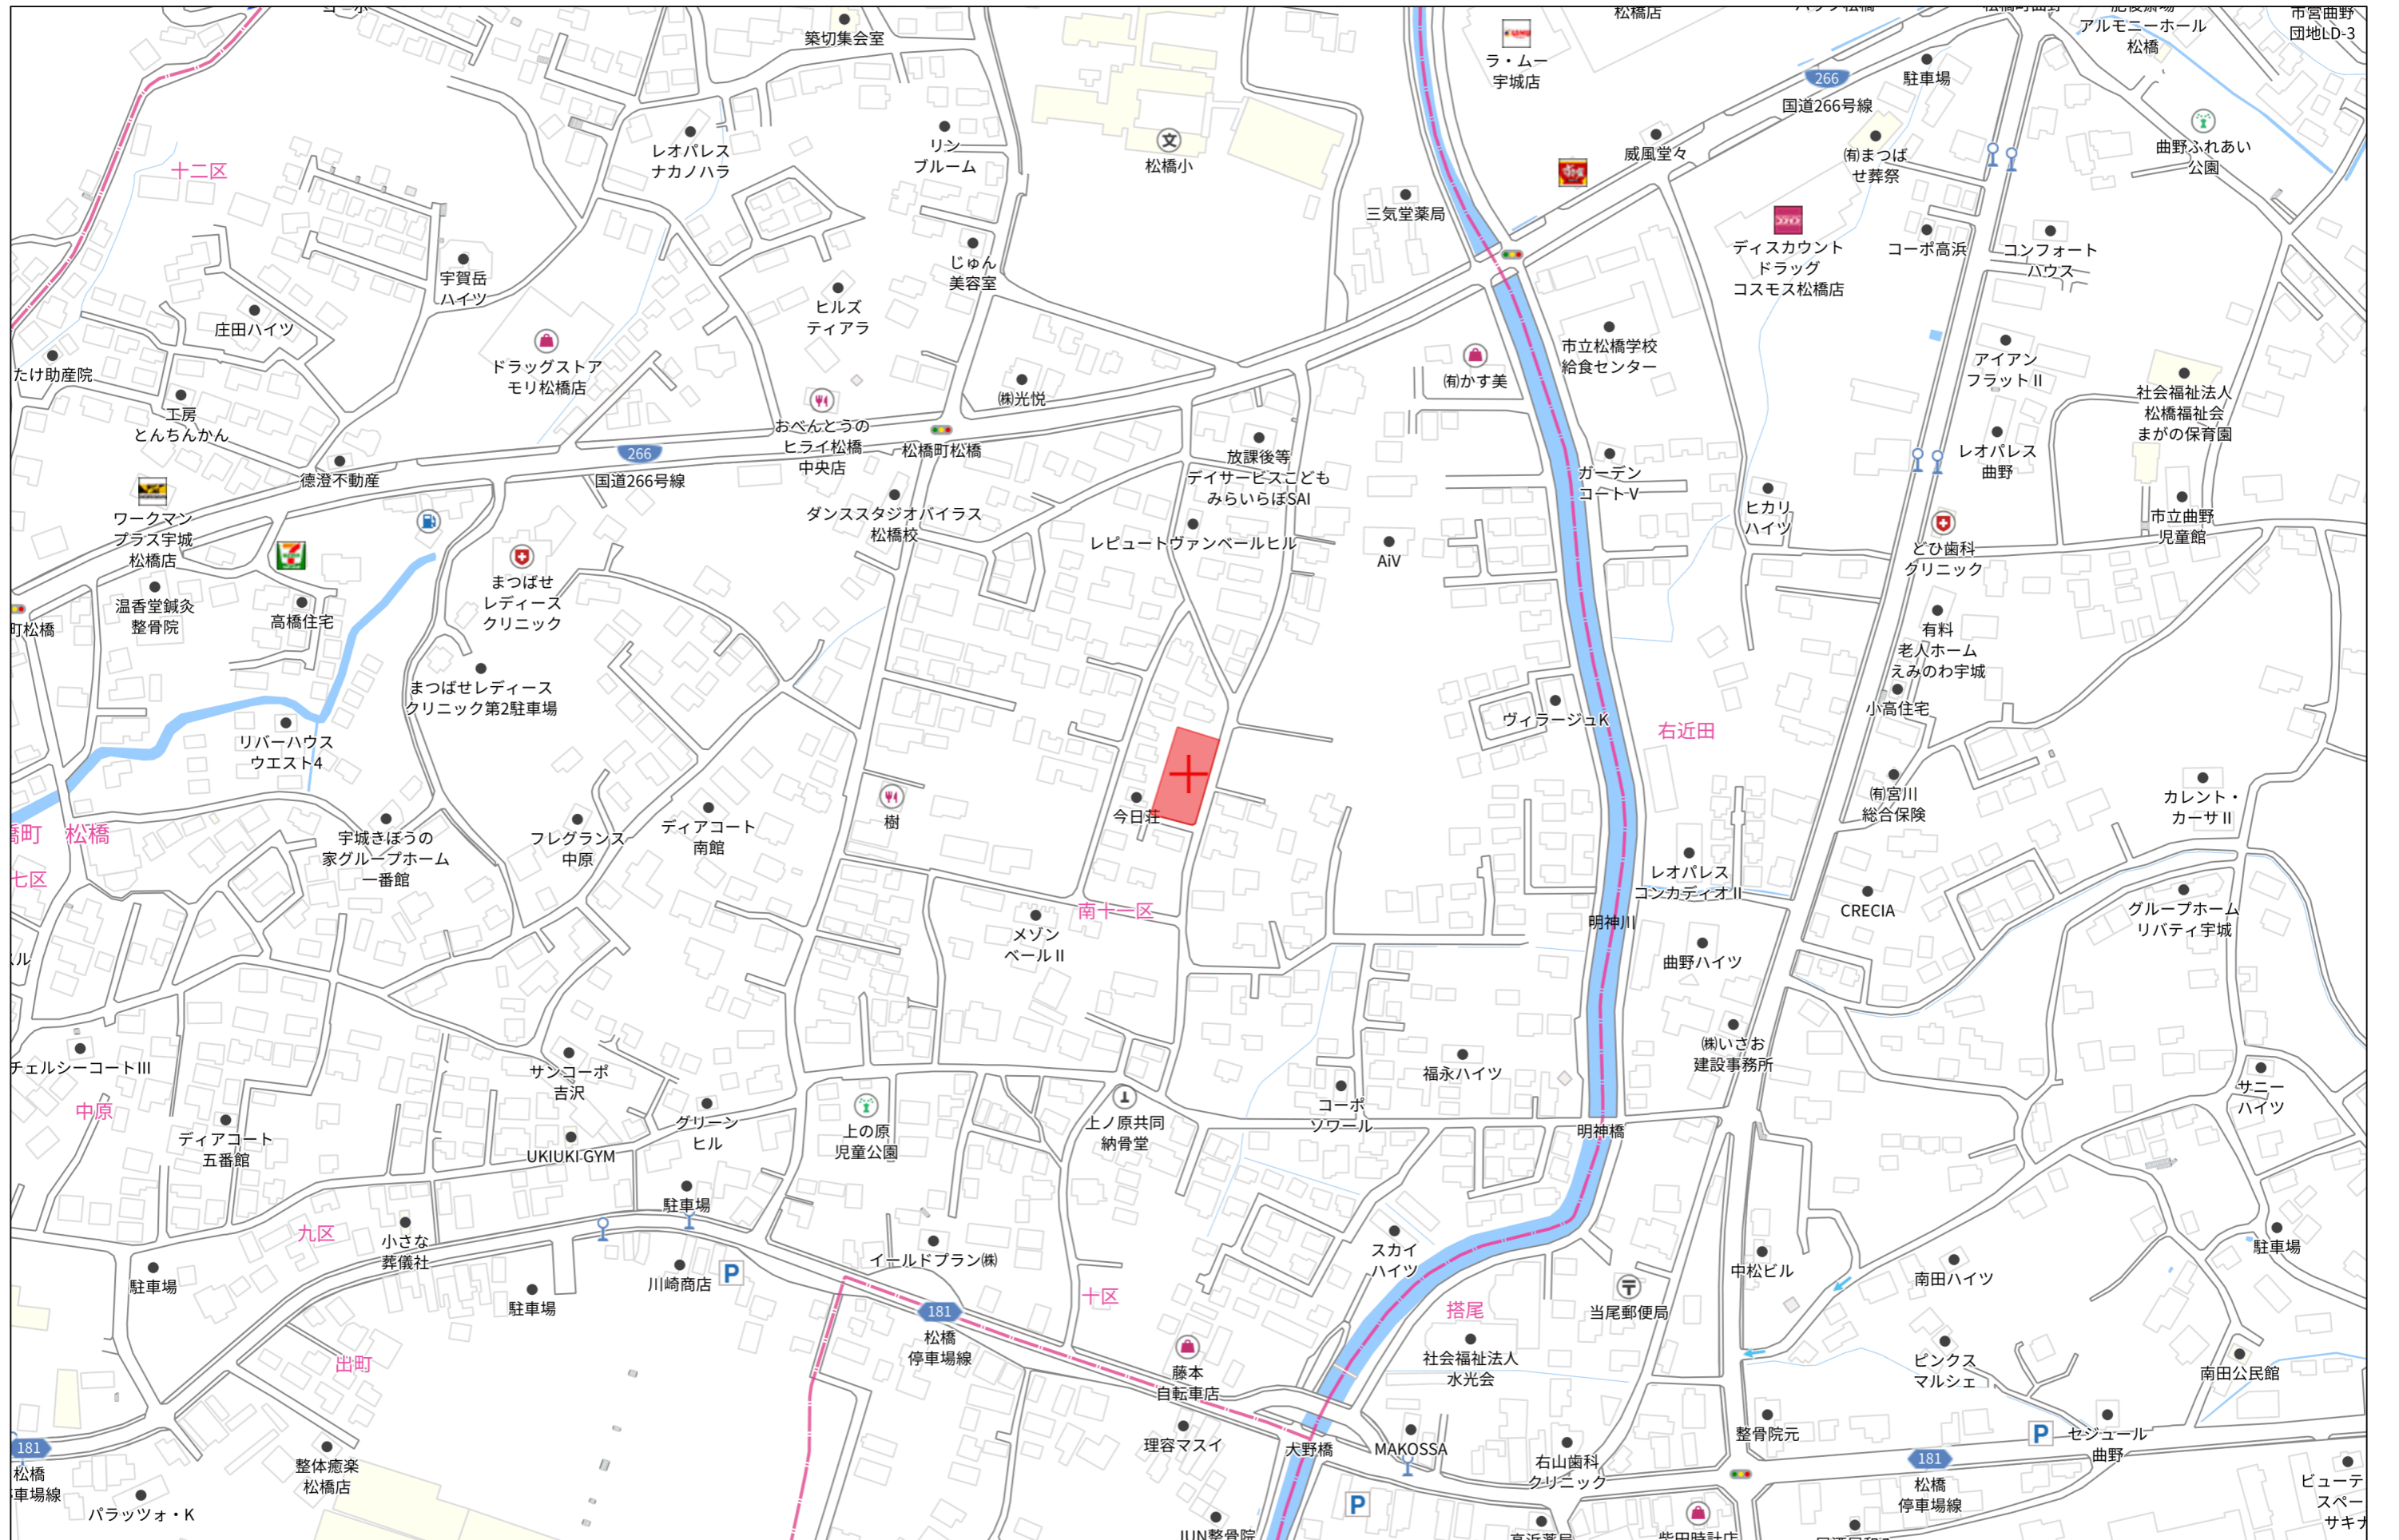 築切集会室
ラ・ムー
宇城店
松橋店
国道266号線
266
駐車場
アルモニーホール
松橋
市営曲野
団地LD-3
十二区
レオパレス
ナカノハラ
リン
ブルーム
文
松橋小
威風堂々
㈲まつば
せ葬祭
曲野ふれあい
公園
三気堂薬局
ディスカウント
ドラッグ
コスモス松橋店
コーポ高浜
コンフォート
ハウス
宇賀岳
ハイツ
じゅん
美容室
庄田ハイツ
ヒルズ
ティアラ
市立松橋学校
給食センター
たけ助産院
ドラッグストア
モリ松橋店
㈱光悦
㈲かす美
アイアン
フラットⅡ
社会福祉法人
松橋福祉会
まがの保育園
工房
とんちんかん
おべんとうの
ヒライ松橋
中央店
松橋町松橋
266
国道266号線
徳澄不動産
放課後等
デイサービスこども
みらいらぼSAI
レオパレス
曲野
ガーデン
コートⅤ
ワークマン
プラス宇城
松橋店
ダンススタジオバイラス
松橋校
レピュートヴァンベールヒル
AiV
ヒカリ
ハイツ
どひ歯科
クリニック
市立曲野
児童館
温香堂鍼灸
整骨院
高橋住宅
まつばせ
レディース
クリニック
町松橋
有料
老人ホーム
えみのわ宇城
まつばせレディース
クリニック第2駐車場
小高住宅
リバーハウス
ウエスト4
ヴィラージュK
右近田
今日荘
㈲宮川
総合保険
カレント・
カーサⅡ
橋町 松橋
七区
宇城きぼうの
家グループホーム
一番館
フレグランス
中原
ディアコート
南館
樹
レオパレス
コンカディオⅡ
CRECIA
南十一区
メゾン
ベールⅡ
明神川
グループホーム
リバティ宇城
曲野ハイツ
チェルシーコートⅢ
サンコーポ
吉沢
福永ハイツ
㈱いさお
建設事務所
サニー
ハイツ
中原
ディアコート
五番館
グリーン
ヒル
UKIUKI GYM
上の原
児童公園
上ノ原共同
納骨堂
コーポ
ソワール
明神橋
駐車場
九区
小さな
葬儀社
イールドプラン㈱
スカイ
ハイツ
中松ビル
南田ハイツ
駐車場
駐車場
駐車場
川崎商店
P
181
松橋
停車場線
十区
搭尾
当尾郵便局
社会福祉法人
水光会
ピンクス
マルシェ
南田公民館
出町
藤本
自転車店
理容マスイ
犬野橋
MAKOSSA
右山歯科
クリニック
整骨院元
P
セジュール
曲野
181
松橋
停車場線
181
松橋
車場線
整体癒楽
松橋店
パラッツォ・K
P
JUN整骨院
高浜薬局
柴田時計店
ビューテ
スペー
サキナ